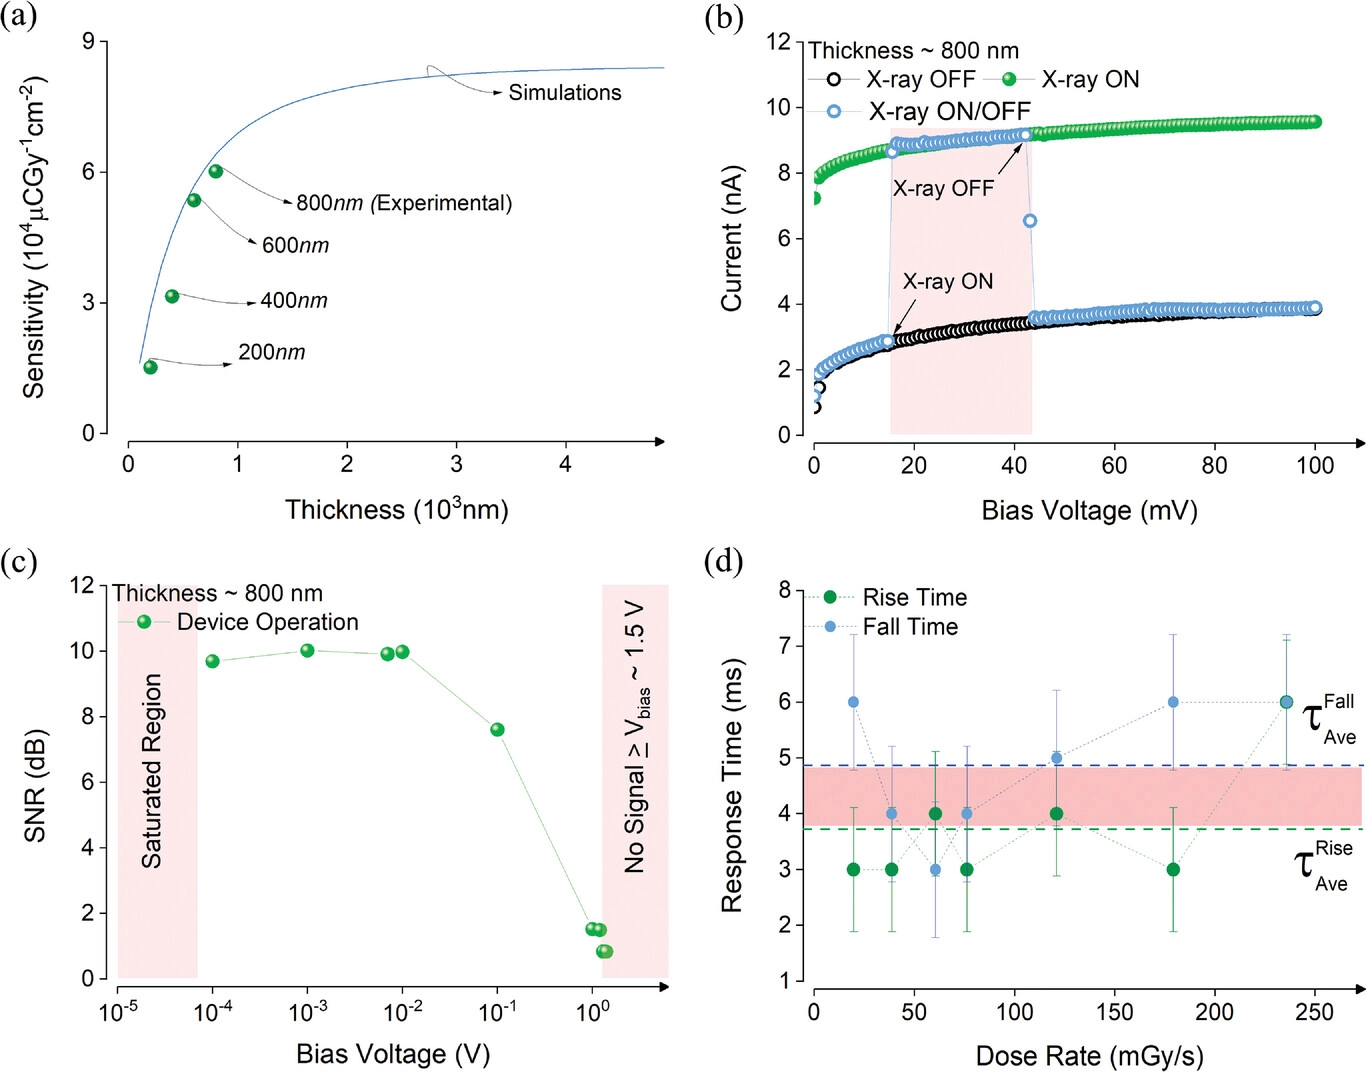 (a)
9
6
3
0
Sensitivity (10⁴μCGy⁻¹cm⁻²)
Simulations
800nm (Experimental)
600nm
400nm
200nm
0 1 2 3 4
Thickness (10³nm)
(b)
12
10
8
6
4
2
0
Current (nA)
Thickness ~ 800 nm
X-ray OFF X-ray ON
X-ray ON/OFF
X-ray OFF
X-ray ON
0 20 40 60 80 100
Bias Voltage (mV)
(c)
12
10
8
6
4
2
0
SNR (dB)
Thickness ~ 800 nm
Device Operation
Saturated Region
No Signal ≥ Vbias ~ 1.5 V
10⁻⁵ 10⁻⁴ 10⁻³ 10⁻² 10⁻¹ 10⁰
Bias Voltage (V)
(d)
8
7
6
5
4
3
2
1
Response Time (ms)
Rise Time
Fall Time
τ Fall Ave
τ Rise Ave
0 50 100 150 200 250
Dose Rate (mGy/s)